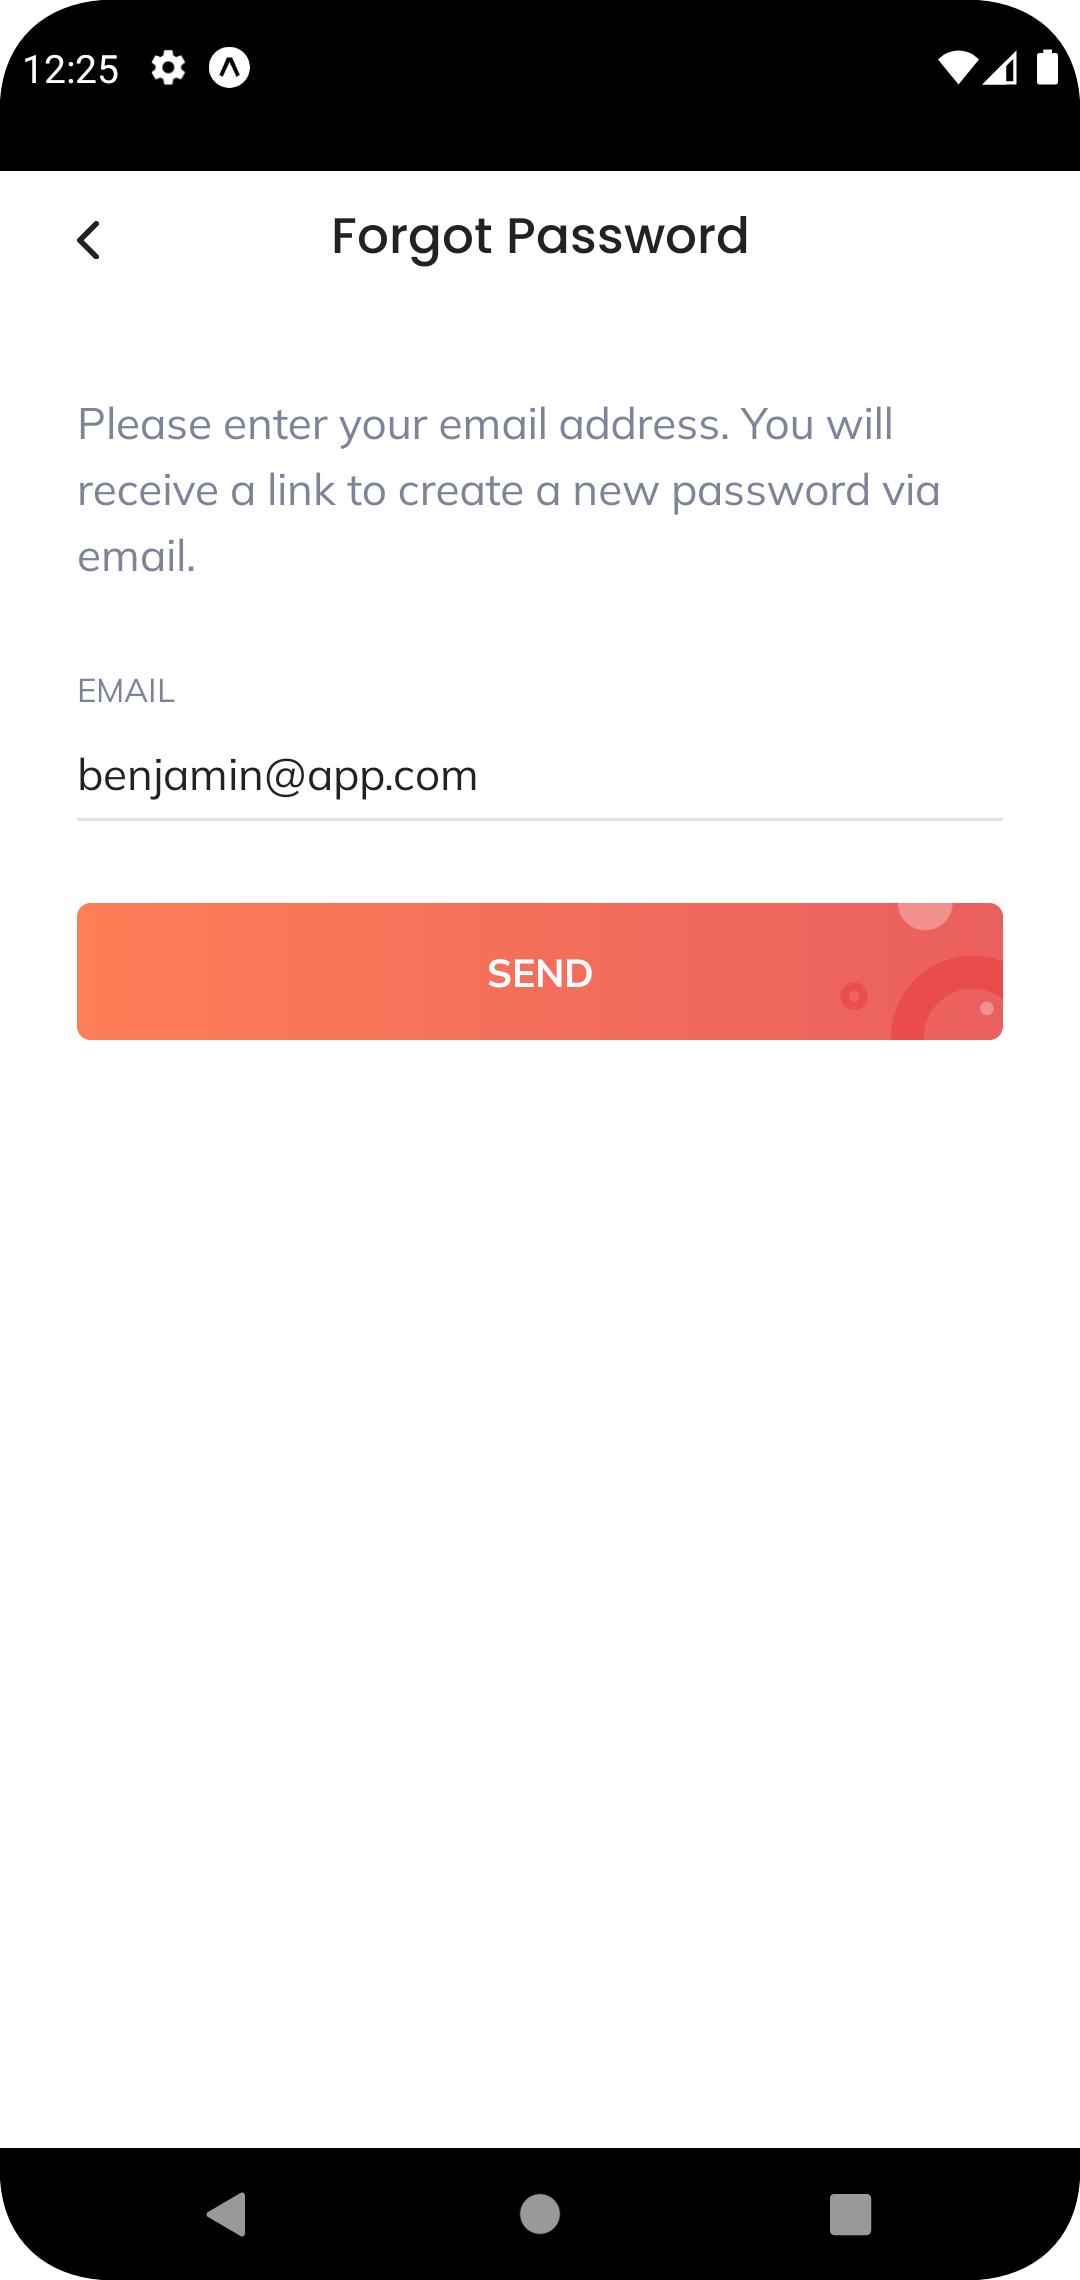 12:25
Forgot Password
Please enter your email address. You will
receive a link to create a new password via
email.
EMAIL
benjamin@app.com
SEND